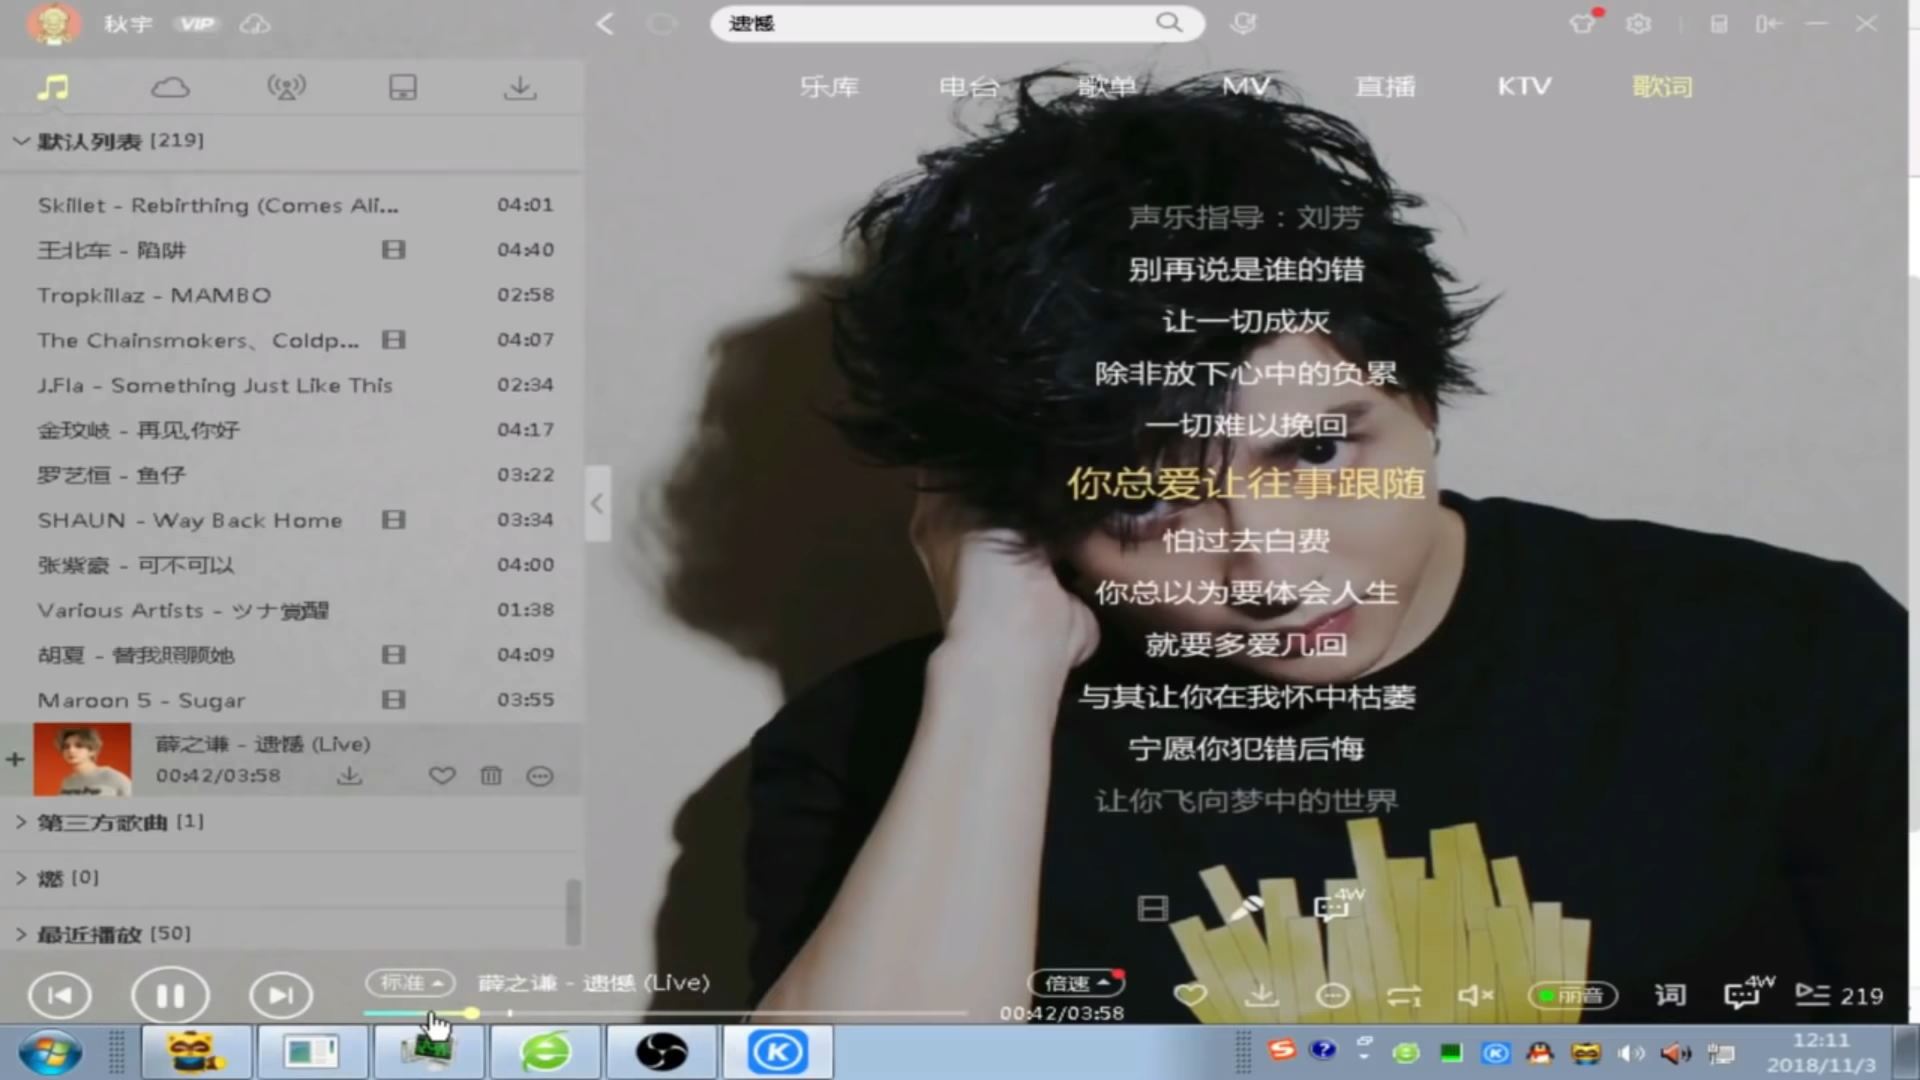 秋宇 VIP
遗憾
乐库 电台 歌单 MV 直播 KTV 歌词
默认列表 [219]
Skillet - Rebirthing (Comes Ali... 04:01
王北车 - 陷阱 04:40
Tropkillaz - MAMBO 02:58
The Chainsmokers、Coldp... 04:07
J.Fla - Something Just Like This 02:34
金玟岐 - 再见,你好 04:17
罗艺恒 - 鱼仔 03:22
SHAUN - Way Back Home 03:34
张紫豪 - 可不可以 04:00
Various Artists - ツナ覚醒 01:38
胡夏 - 替我照顾她 04:09
Maroon 5 - Sugar 03:55
薛之谦 - 遗憾 (Live)
00:42/03:58
第三方歌曲 [1]
燃 [0]
最近播放 [50]
声乐指导：刘芳
别再说是谁的错
让一切成灰
除非放下心中的负累
一切难以挽回
你总爱让往事跟随
怕过去白费
你总以为要体会人生
就要多爱几回
与其让你在我怀中枯萎
宁愿你犯错后悔
让你飞向梦中的世界
4W
标准 薛之谦 - 遗憾 (Live) 倍速
00:42/03:58
丽音 词 4W 219
12:11
2018/11/3